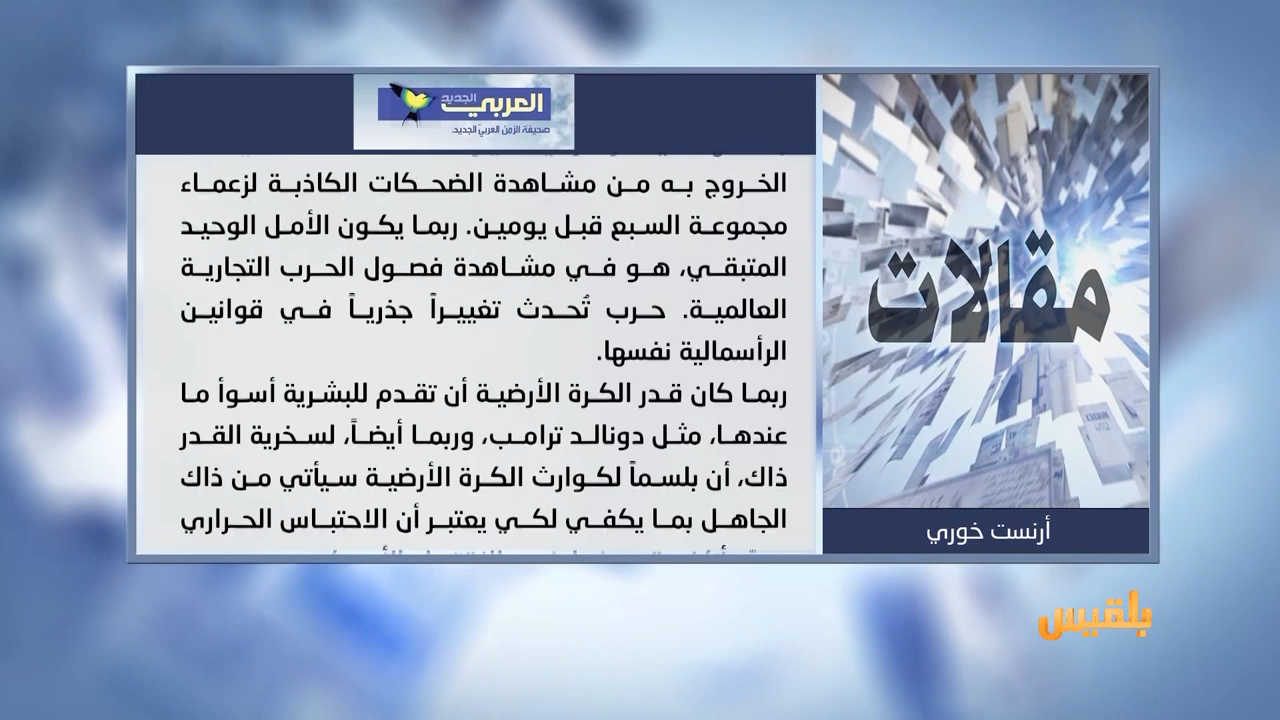 العربي الجديد
صحيفة الزمن العربيّ الجديد.
الخروج به من مشاهدة الضحكات الكاذبة لزعماء
مجموعة السبع قبل يومين. ربما يكون الأمل الوحيد
المتبقي، هو في مشاهدة فصول الحرب التجارية
العالمية. حرب تُحدث تغييراً جذرياً في قوانين
الرأسمالية نفسها.
ربما كان قدر الكرة الأرضية أن تقدم للبشرية أسوأ ما
عندها، مثل دونالد ترامب، وربما أيضاً، لسخرية القدر
ذاك، أن بلسماً لكوارث الكرة الأرضية سيأتي من ذاك
الجاهل بما يكفي لكي يعتبر أن الاحتباس الحراري
مقالات
أرنست خوري
بلقيس